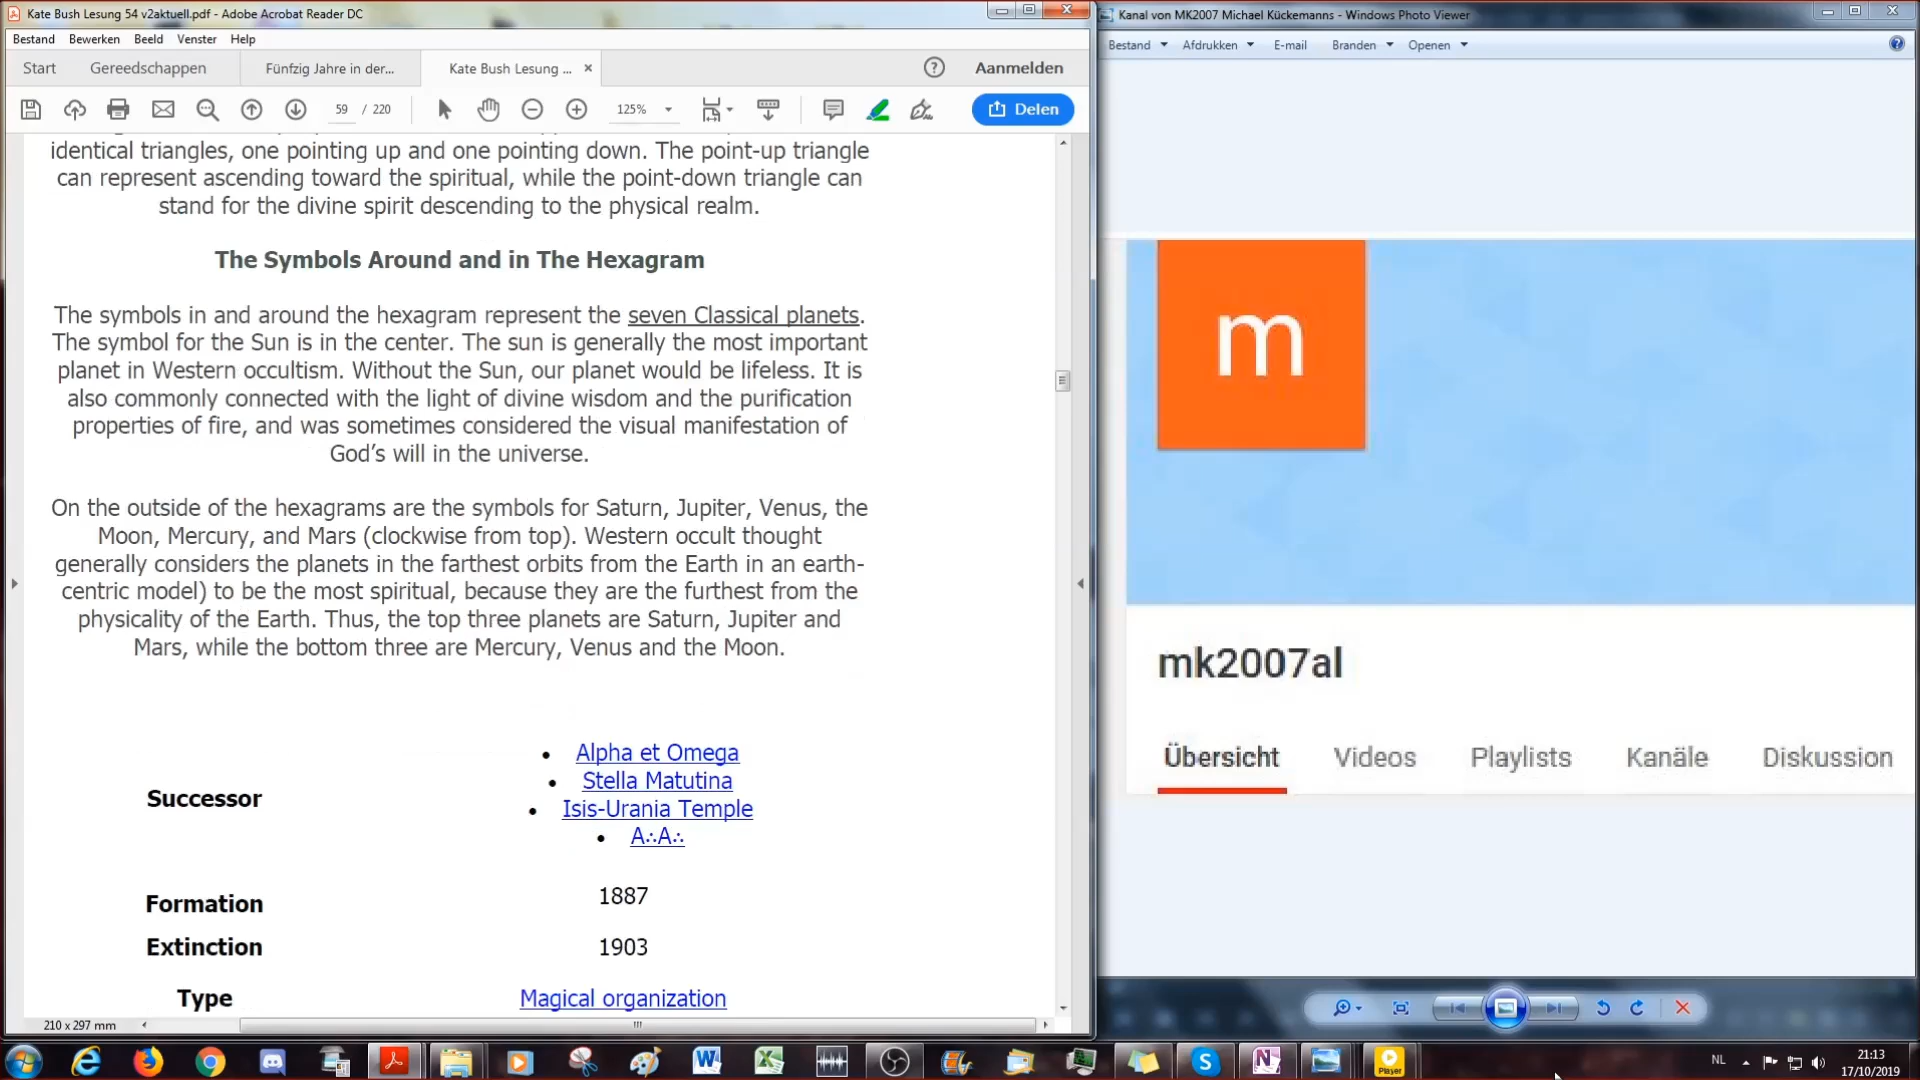 Kate Bush Lesung 54 v2aktuell.pdf - Adobe Acrobat Reader DC
Bestand Bewerken Beeld Venster Help
Start Gereedschappen Fünfzig Jahre in der... Kate Bush Lesung ... Aanmelden
59 / 220 125% Delen
identical triangles, one pointing up and one pointing down. The point-up triangle
can represent ascending toward the spiritual, while the point-down triangle can
stand for the divine spirit descending to the physical realm.
The Symbols Around and in The Hexagram
The symbols in and around the hexagram represent the seven Classical planets.
The symbol for the Sun is in the center. The sun is generally the most important
planet in Western occultism. Without the Sun, our planet would be lifeless. It is
also commonly connected with the light of divine wisdom and the purification
properties of fire, and was sometimes considered the visual manifestation of
God’s will in the universe.
On the outside of the hexagrams are the symbols for Saturn, Jupiter, Venus, the
Moon, Mercury, and Mars (clockwise from top). Western occult thought
generally considers the planets in the farthest orbits from the Earth in an earth-
centric model) to be the most spiritual, because they are the furthest from the
physicality of the Earth. Thus, the top three planets are Saturn, Jupiter and
Mars, while the bottom three are Mercury, Venus and the Moon.
• Alpha et Omega
• Stella Matutina
Successor
• Isis-Urania Temple
• A∴A∴
Formation 1887
Extinction 1903
Type Magical organization
210 x 297 mm
Kanal von MK2007 Michael Kückemanns - Windows Photo Viewer
Bestand Afdrukken E-mail Branden Openen
m
mk2007al
Übersicht Videos Playlists Kanäle Diskussion
Player
NL
21:13
17/10/2019